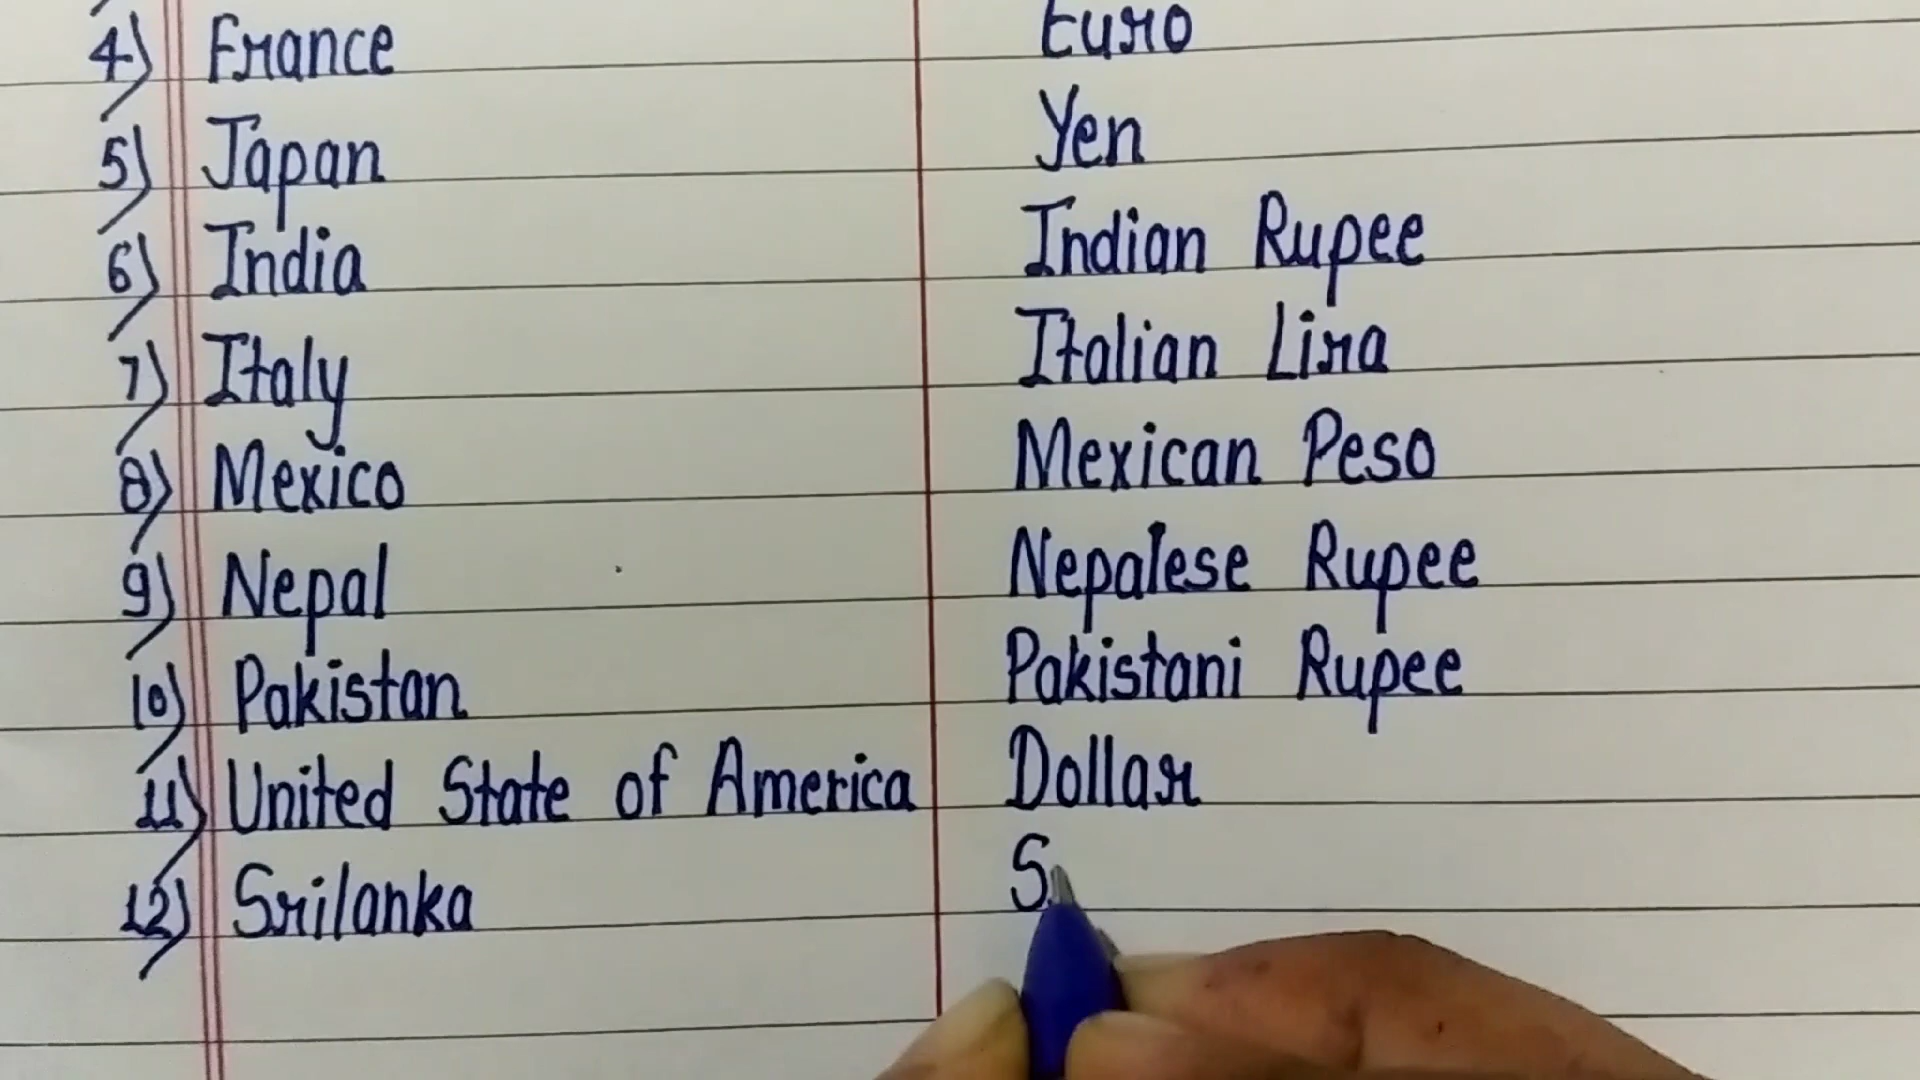 4) France Euro
5) Japan Yen
6) India Indian Rupee
7) Italy Italian Lira
8) Mexico Mexican Peso
9) Nepal Nepalese Rupee
10) Pakistan Pakistani Rupee
11) United State of America Dollar
12) Srilanka S